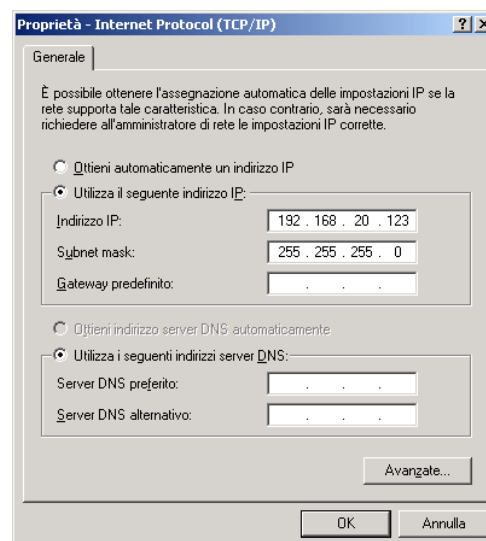 Proprietà - Internet Protocol (TCP/IP)
Generale
È possibile ottenere l'assegnazione automatica delle impostazioni IP se la
rete supporta tale caratteristica. In caso contrario, sarà necessario
richiedere all'amministratore di rete le impostazioni IP corrette.
Ottieni automaticamente un indirizzo IP
Utilizza il seguente indirizzo IP:
Indirizzo IP: 192 . 168 . 20 . 123
Subnet mask: 255 . 255 . 255 . 0
Gateway predefinito: . . .
Ottieni indirizzo server DNS automaticamente
Utilizza i seguenti indirizzi server DNS:
Server DNS preferito: . . .
Server DNS alternativo: . . .
Avanzate...
OK Annulla